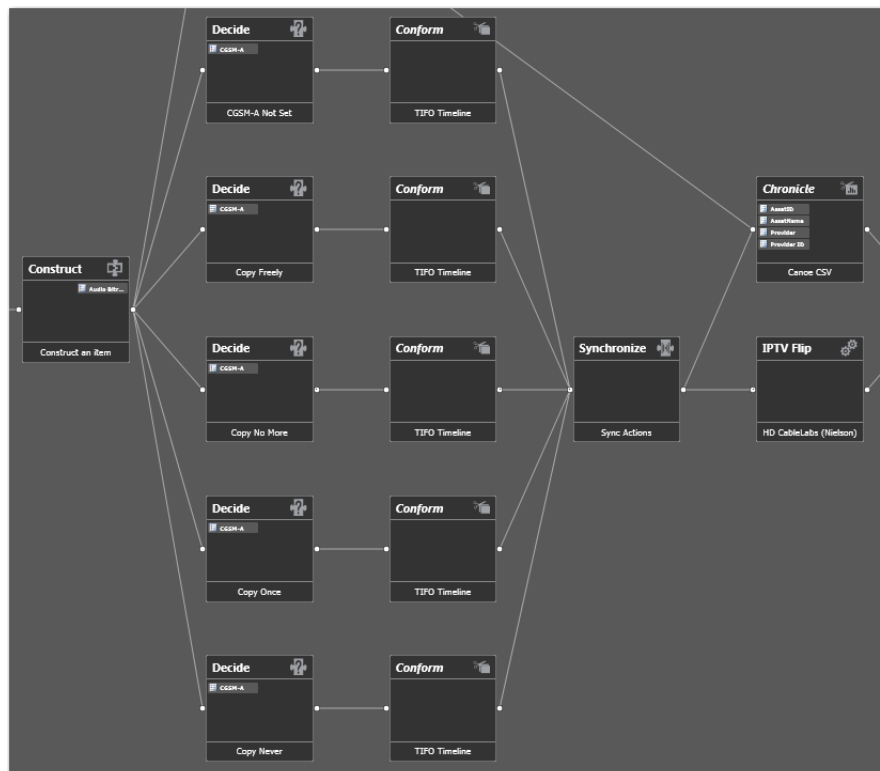 Decide
CGSM-A
CGSM-A Not Set
Conform
TIFO Timeline
Decide
CGSM-A
Copy Freely
Conform
TIFO Timeline
Chronicle
AssetID
AssetName
Provider
Provider ID
Canoe CSV
Construct
Audio Bitr...
Construct an item
Decide
CGSM-A
Copy No More
Conform
TIFO Timeline
Synchronize
Sync Actions
IPTV Flip
HD CableLabs (Nielson)
Decide
CGSM-A
Copy Once
Conform
TIFO Timeline
Decide
CGSM-A
Copy Never
Conform
TIFO Timeline